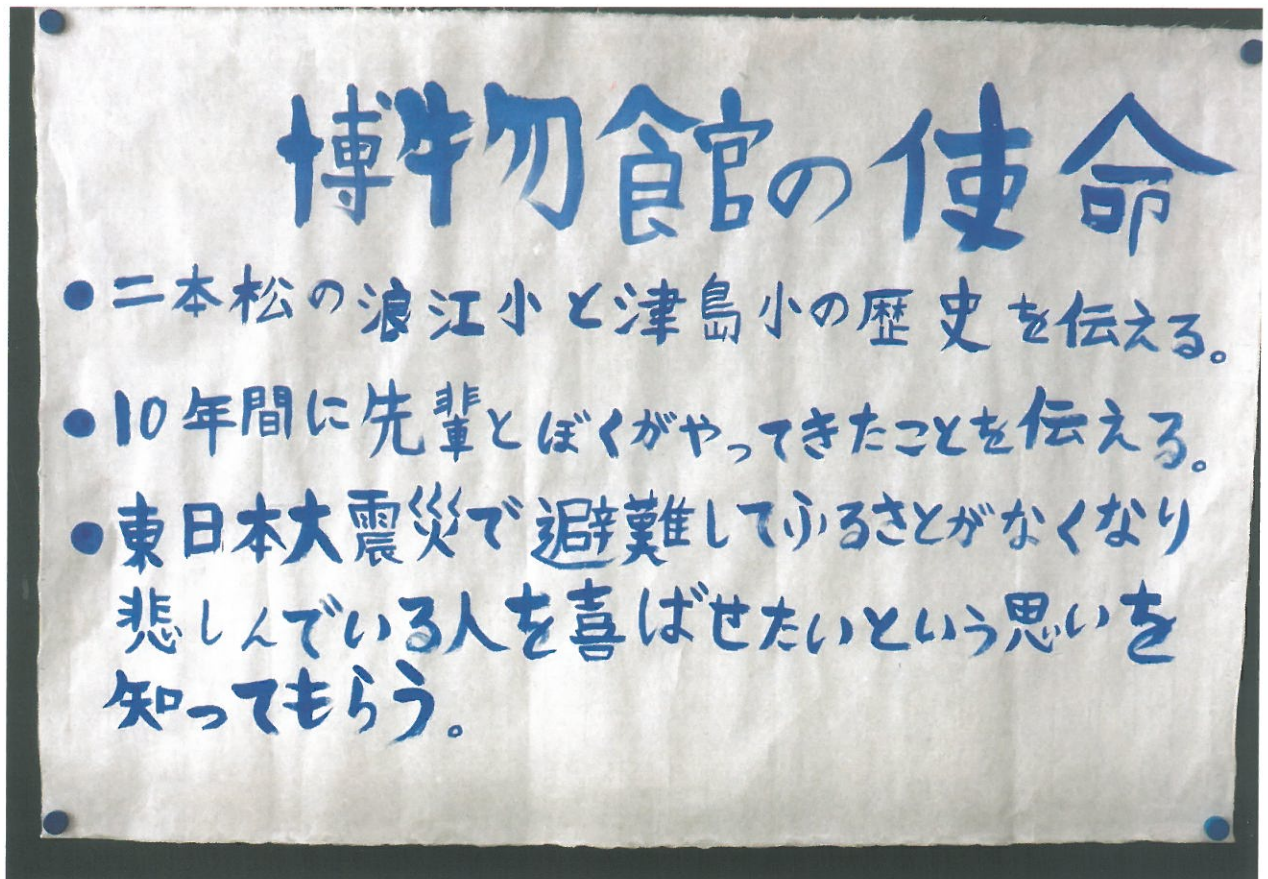 博物館の使命
●二本松の浪江小と津島小の歴史を伝える。
●10年間に先輩とぼくがやってきたことを伝える。
●東日本大震災で避難してふるさとがなくなり
悲しんでいる人を喜ばせたいという思いを
知ってもらう。